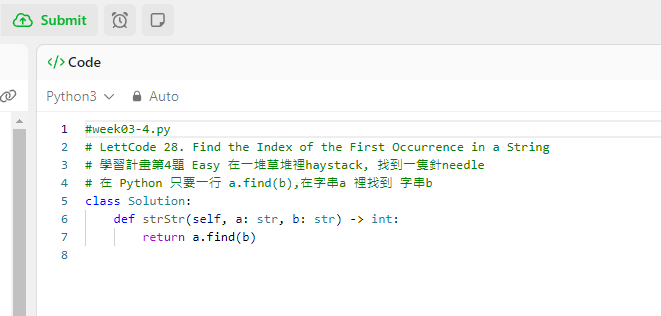 Submit
</> Code
Python3 Auto
1 #week03-4.py
2 # LettCode 28. Find the Index of the First Occurrence in a String
3 # 學習計畫第4題 Easy 在一堆草堆裡haystack, 找到一隻針needle
4 # 在 Python 只要一行 a.find(b),在字串a 裡找到 字串b
5 class Solution:
6 def strStr(self, a: str, b: str) -> int:
7 return a.find(b)
8